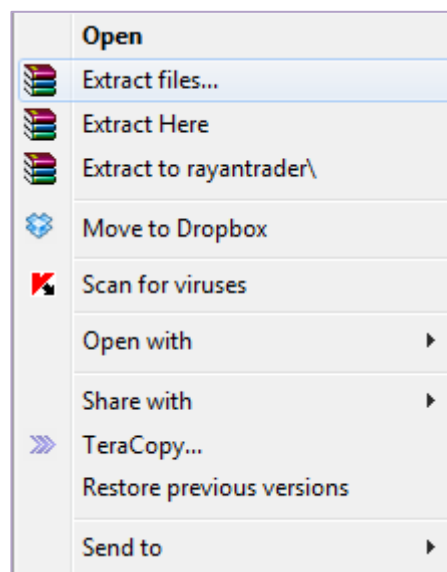 Open
Extract files...
Extract Here
Extract to rayantrader\
Move to Dropbox
Scan for viruses
Open with
Share with
TeraCopy...
Restore previous versions
Send to